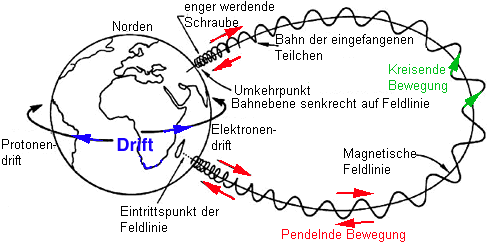 Norden
enger werdende
Schraube
Bahn der eingefangenen
Teilchen
Kreisende
Bewegung
Umkehrpunkt
Bahnebene senkrecht auf Feldlinie
Protonen-
drift
Drift
Elektronen-
drift
Magnetische
Feldlinie
Eintrittspunkt der
Feldlinie
Pendelnde Bewegung